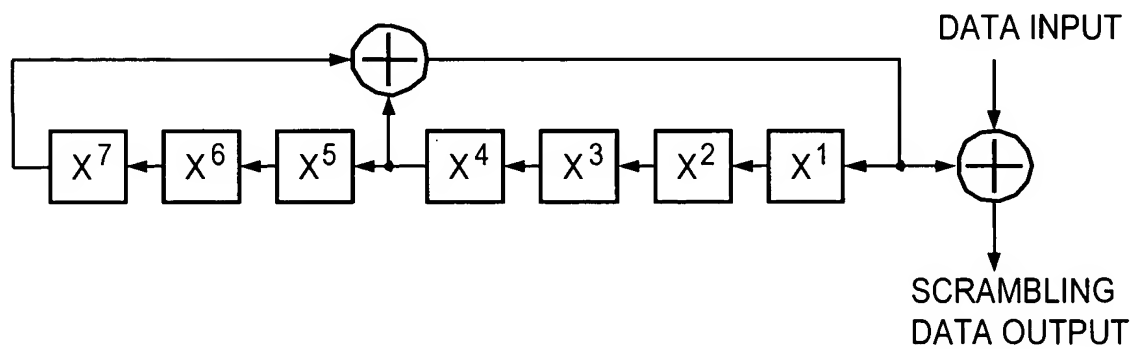 DATA INPUT
X⁷ X⁶ X⁵ X⁴ X³ X² X¹
SCRAMBLING
DATA OUTPUT